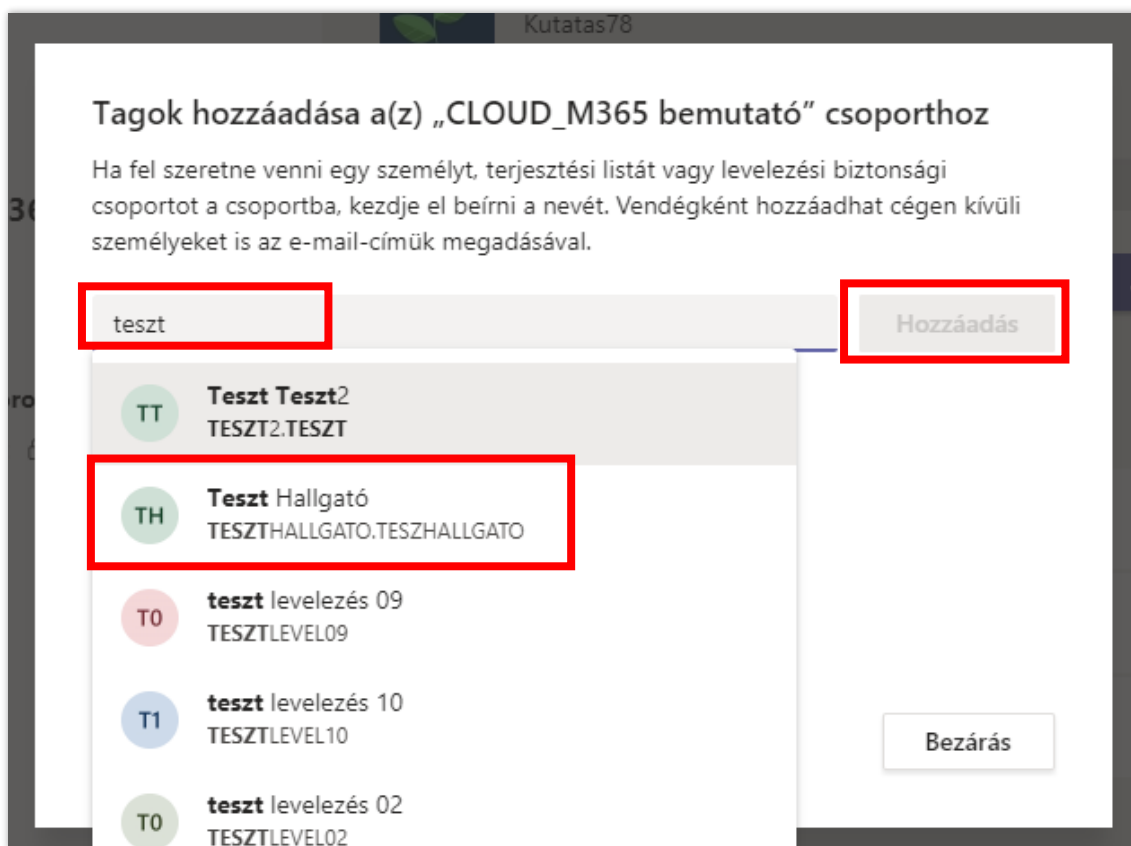 Kutatas78
Tagok hozzáadása a(z) „CLOUD_M365 bemutató” csoporthoz
Ha fel szeretne venni egy személyt, terjesztési listát vagy levelezési biztonsági
csoportot a csoportba, kezdje el beírni a nevét. Vendégként hozzáadhat cégen kívüli
személyeket is az e-mail-címük megadásával.
teszt
Hozzáadás
TT
Teszt Teszt2
TESZT2.TESZT
TH
Teszt Hallgató
TESZTHALLGATO.TESZHALLGATO
T0
teszt levelezés 09
TESZTLEVEL09
T1
teszt levelezés 10
TESZTLEVEL10
Bezárás
T0
teszt levelezés 02
TESZTLEVEL02